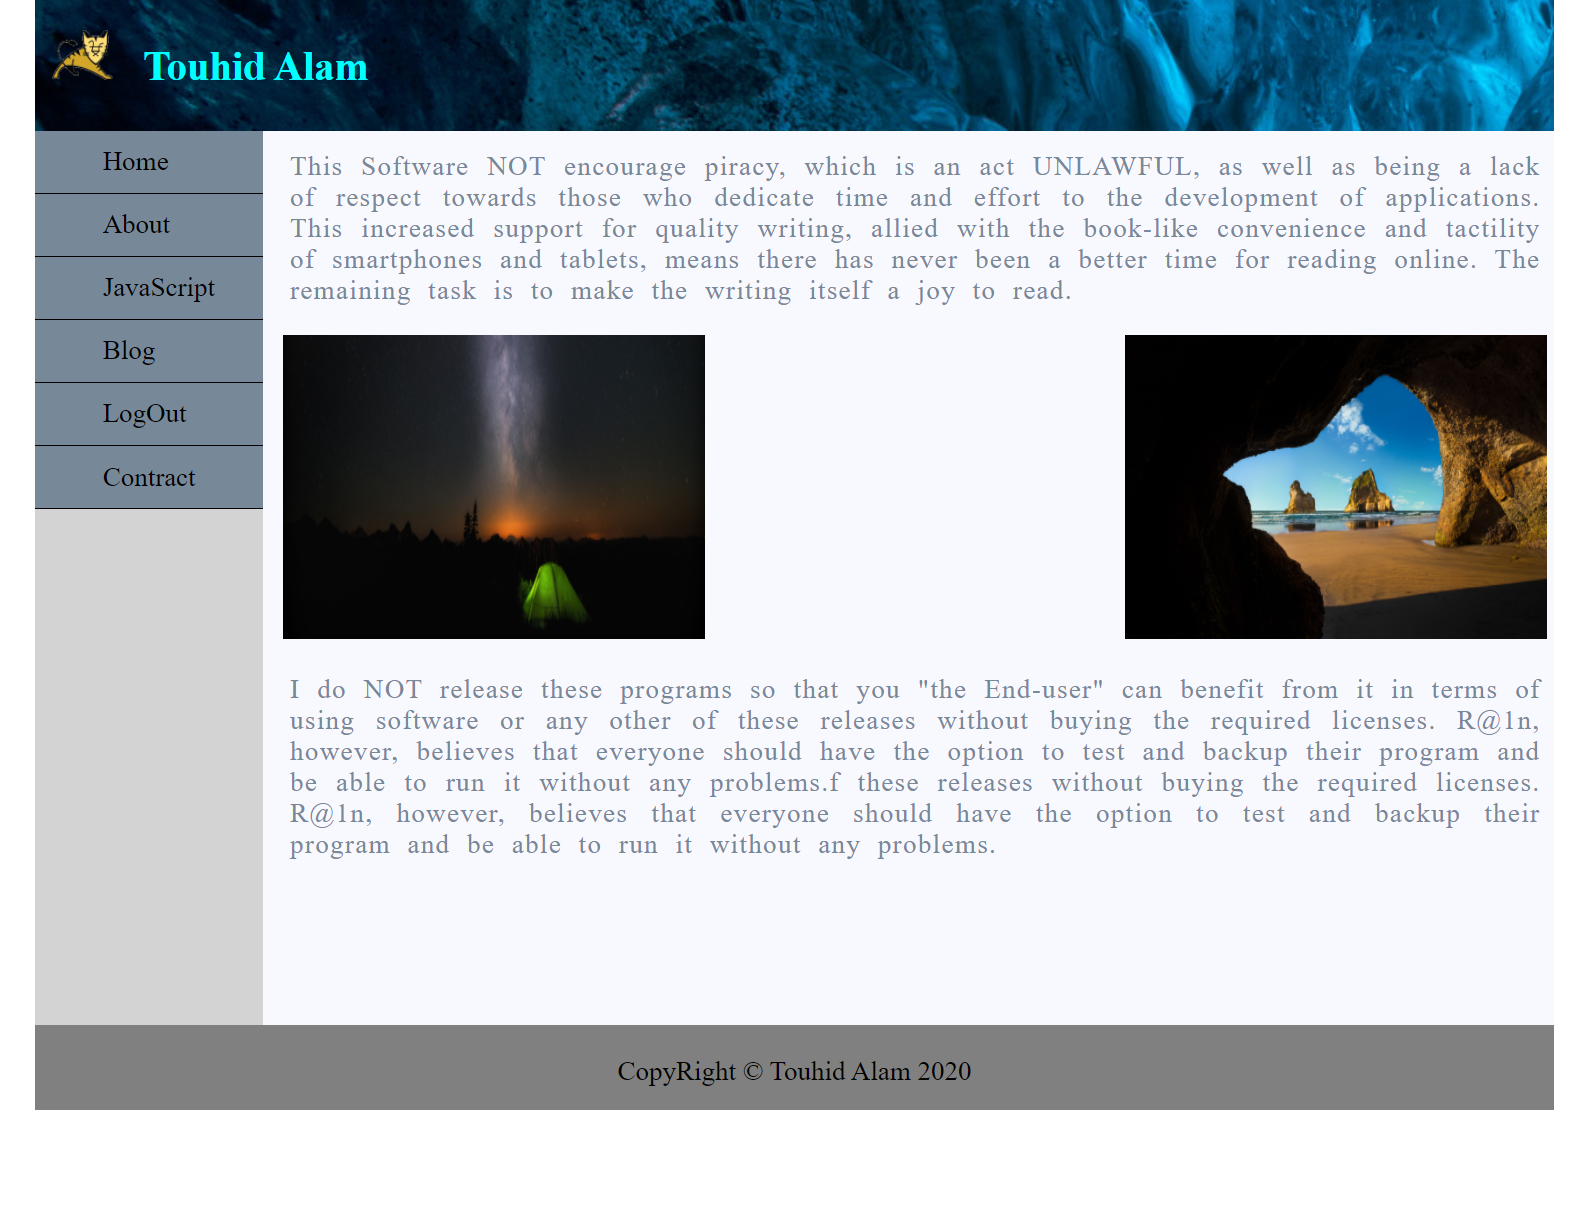 Touhid Alam
Home
About
JavaScript
Blog
LogOut
Contract
This Software NOT encourage piracy, which is an act UNLAWFUL, as well as being a lack
of respect towards those who dedicate time and effort to the development of applications.
This increased support for quality writing, allied with the book-like convenience and tactility
of smartphones and tablets, means there has never been a better time for reading online. The
remaining task is to make the writing itself a joy to read.
I do NOT release these programs so that you "the End-user" can benefit from it in terms of
using software or any other of these releases without buying the required licenses. R@1n,
however, believes that everyone should have the option to test and backup their program and
be able to run it without any problems.f these releases without buying the required licenses.
R@1n, however, believes that everyone should have the option to test and backup their
program and be able to run it without any problems.
CopyRight © Touhid Alam 2020